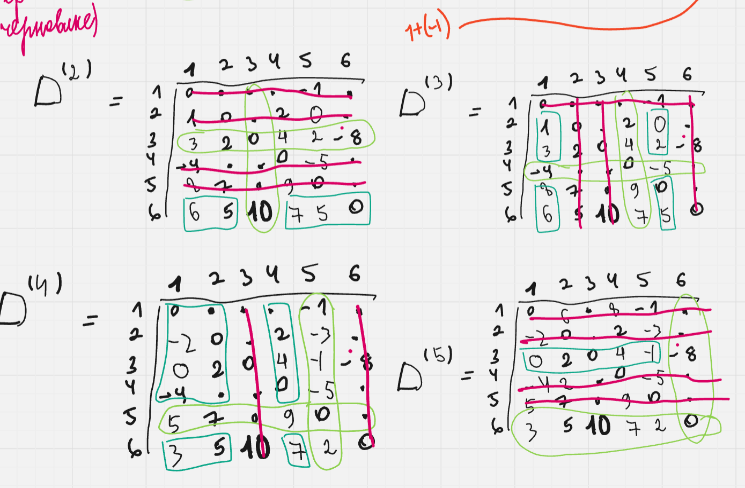 черновике)
1+(-1)
D(2) =
1 2 3 4 5 6
1 0 . . . -1 .
2 1 0 . 2 0 .
3 3 2 0 4 2 -8
4 -4 . . 0 -5 .
5 8 7 . 9 0 .
6 6 5 10 7 5 0
D(3) =
1 2 3 4 5 6
1 0 . . . -1 .
2 1 0 . 2 0 .
3 3 2 0 4 2 -8
4 -4 . . 0 -5 .
5 8 7 . 9 0 .
6 6 5 10 7 5 0
D(4) =
1 2 3 4 5 6
1 0 . . . -1 .
2 -2 0 . 2 -3 .
3 0 2 0 4 -1 -8
4 -4 . . 0 -5 .
5 5 7 . 9 0 .
6 3 5 10 7 2 0
D(5) =
1 2 3 4 5 6
1 0 6 . 8 -1 .
2 -2 0 . 2 -3 .
3 0 2 0 4 -1 -8
4 -4 2 . 0 -5 .
5 5 7 . 9 0 .
6 3 5 10 7 2 0